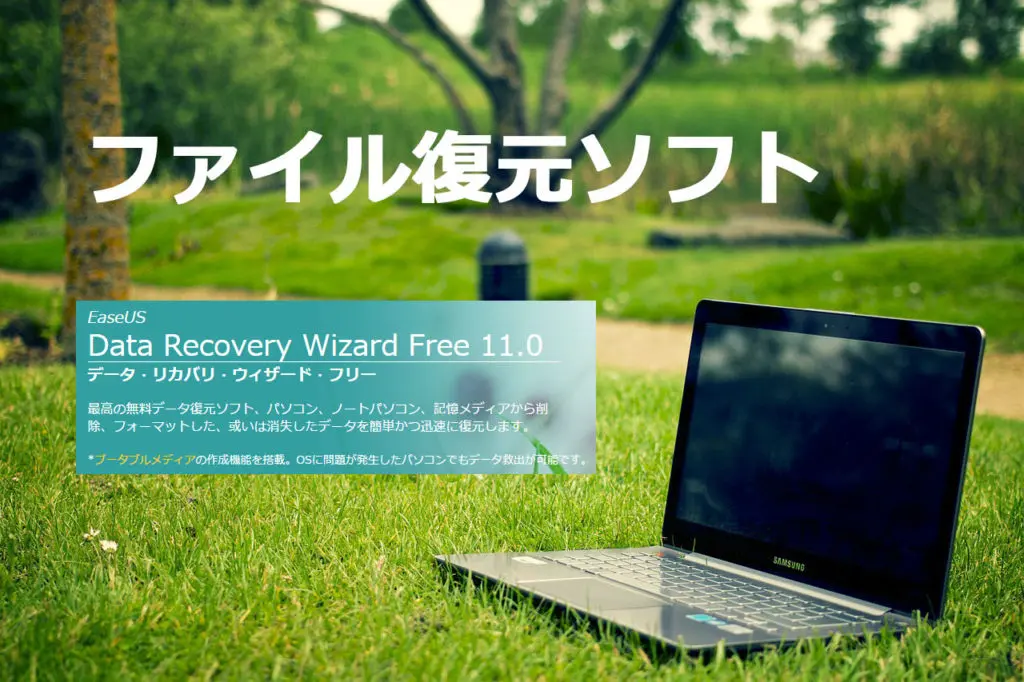 ファイル復元ソフト
EaseUS
Data Recovery Wizard Free 11.0
データ・リカバリ・ウィザード・フリー
最高の無料データ復元ソフト、パソコン、ノートパソコン、記憶メディアから削
除、フォーマットした、或いは消失したデータを簡単かつ迅速に復元します。
*ブータブルメディアの作成機能を搭載。OSに問題が発生したパソコンでもデータ救出が可能です。
SAMSUNG